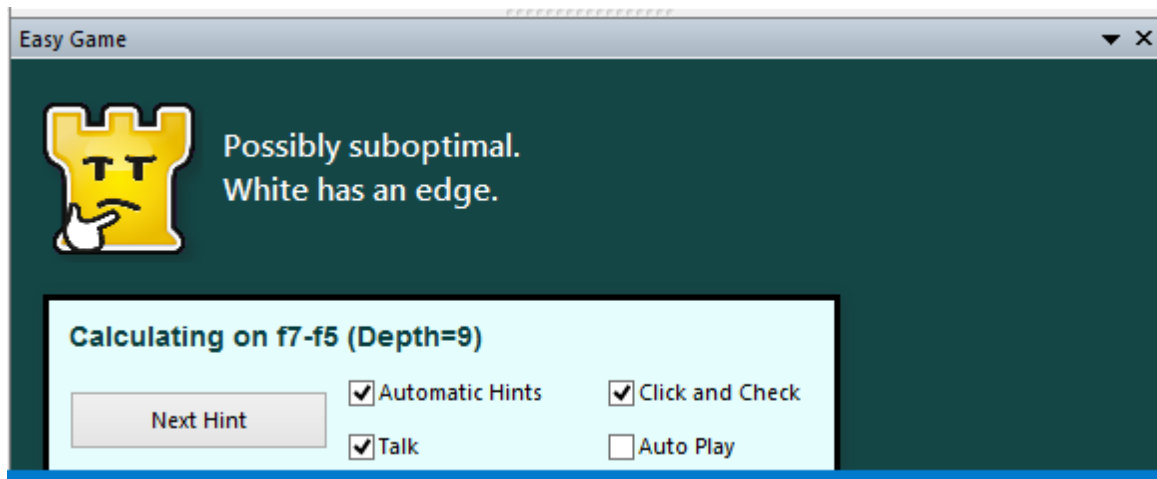 Easy Game
Possibly suboptimal.
White has an edge.
Calculating on f7-f5 (Depth=9)
Next Hint
Automatic Hints
Click and Check
Talk
Auto Play